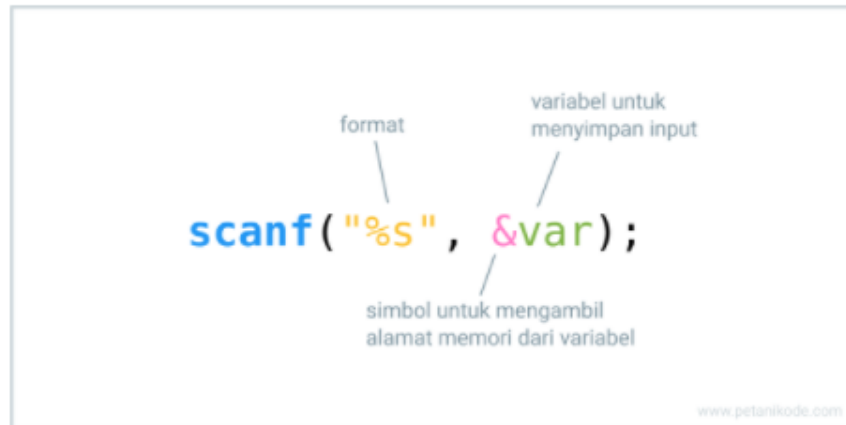 variabel untuk
menyimpan input
format
scanf("%s", &var);
simbol untuk mengambil
alamat memori dari variabel
www.petanikode.com